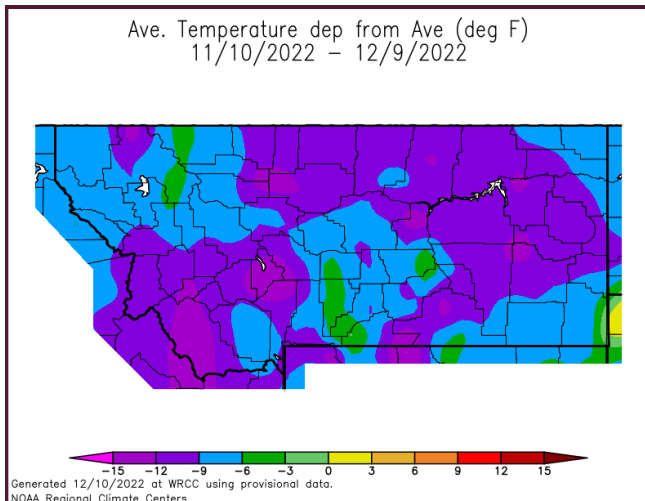 Ave. Temperature dep from Ave (deg F)
11/10/2022 – 12/9/2022
-15 -12 -9 -6 -3 0 3 6 9 12 15
Generated 12/10/2022 at WRCC using provisional data.
NOAA Regional Climate Centers